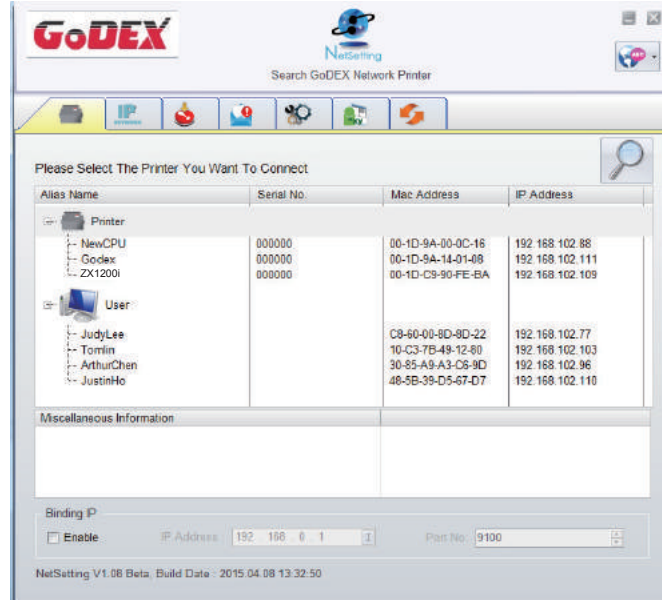 GoDEX
NetSetting
Search GoDEX Network Printer
IP
Please Select The Printer You Want To Connect
Alias Name Serial No. Mac Address IP Address
Printer
NewCPU 000000 00-1D-9A-00-0C-16 192.168.102.88
Godex 000000 00-1D-9A-14-01-08 192.168.102.111
ZX1200i 000000 00-1D-C9-90-FE-BA 192.168.102.109
User
JudyLee C8-60-00-8D-8D-22 192.168.102.77
Tomlin 10-C3-7B-49-12-80 192.168.102.103
ArthurChen 30-85-A9-A3-C6-9D 192.168.102.96
JustinHo 48-5B-39-D5-67-D7 192.168.102.110
Miscellaneous Information
Binding IP
Enable IP Address 192 . 168 . 0 . 1 Port No: 9100
NetSetting V1.08 Beta, Build Date : 2015.04.08 13:32:50